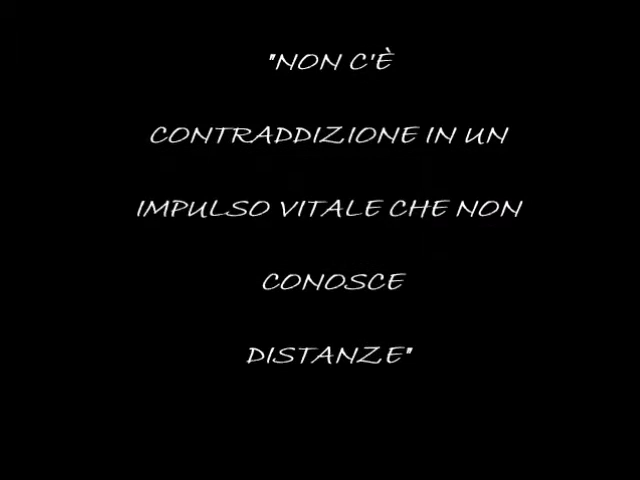 "NON C'È
CONTRADDIZIONE IN UN
IMPULSO VITALE CHE NON
CONOSCE
DISTANZE"